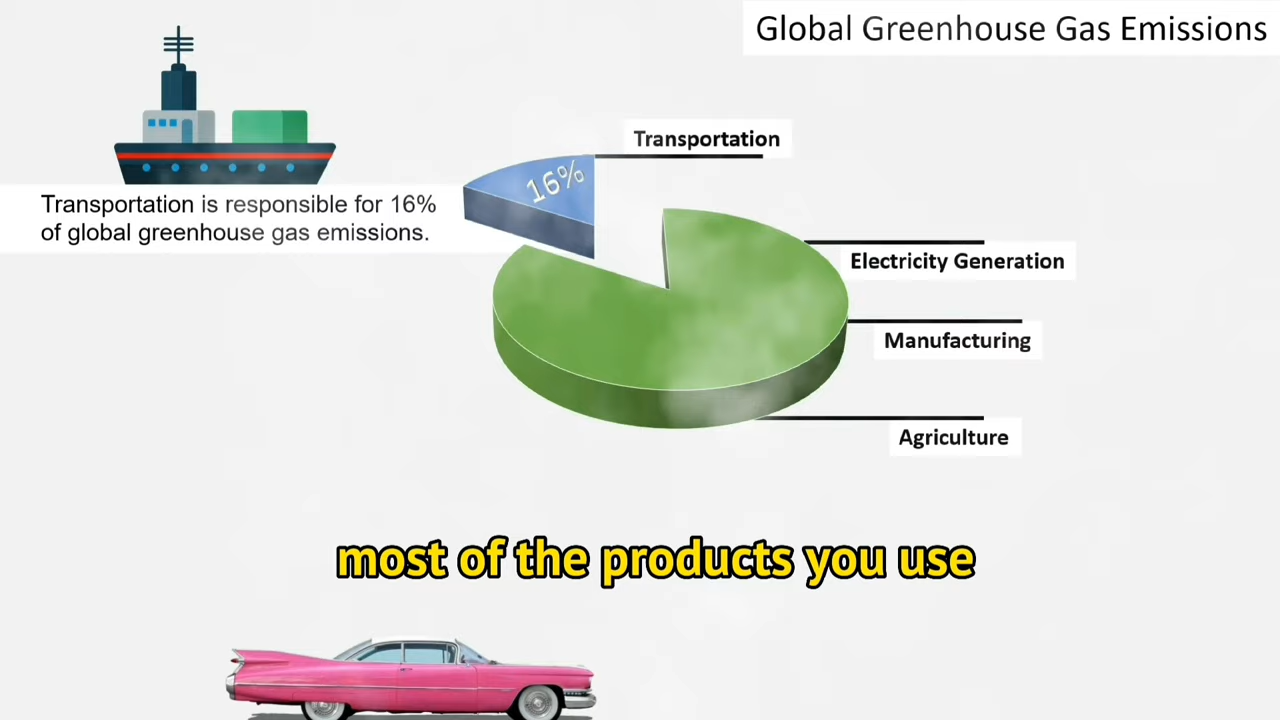 Global Greenhouse Gas Emissions
Transportation
16%
Transportation is responsible for 16%
of global greenhouse gas emissions.
Electricity Generation
Manufacturing
Agriculture
most of the products you use